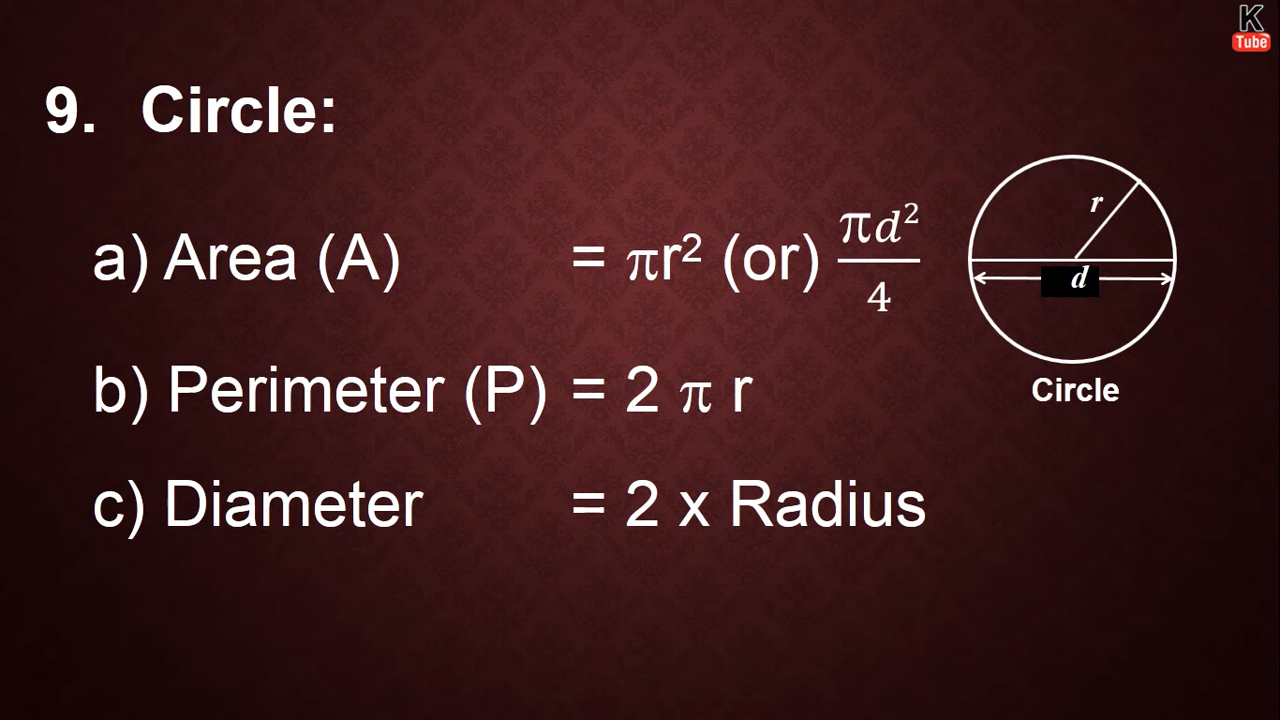 K
Tube
9. Circle:
a) Area (A) = πr² (or) πd²/4
r
d
Circle
b) Perimeter (P) = 2 π r
c) Diameter = 2 x Radius